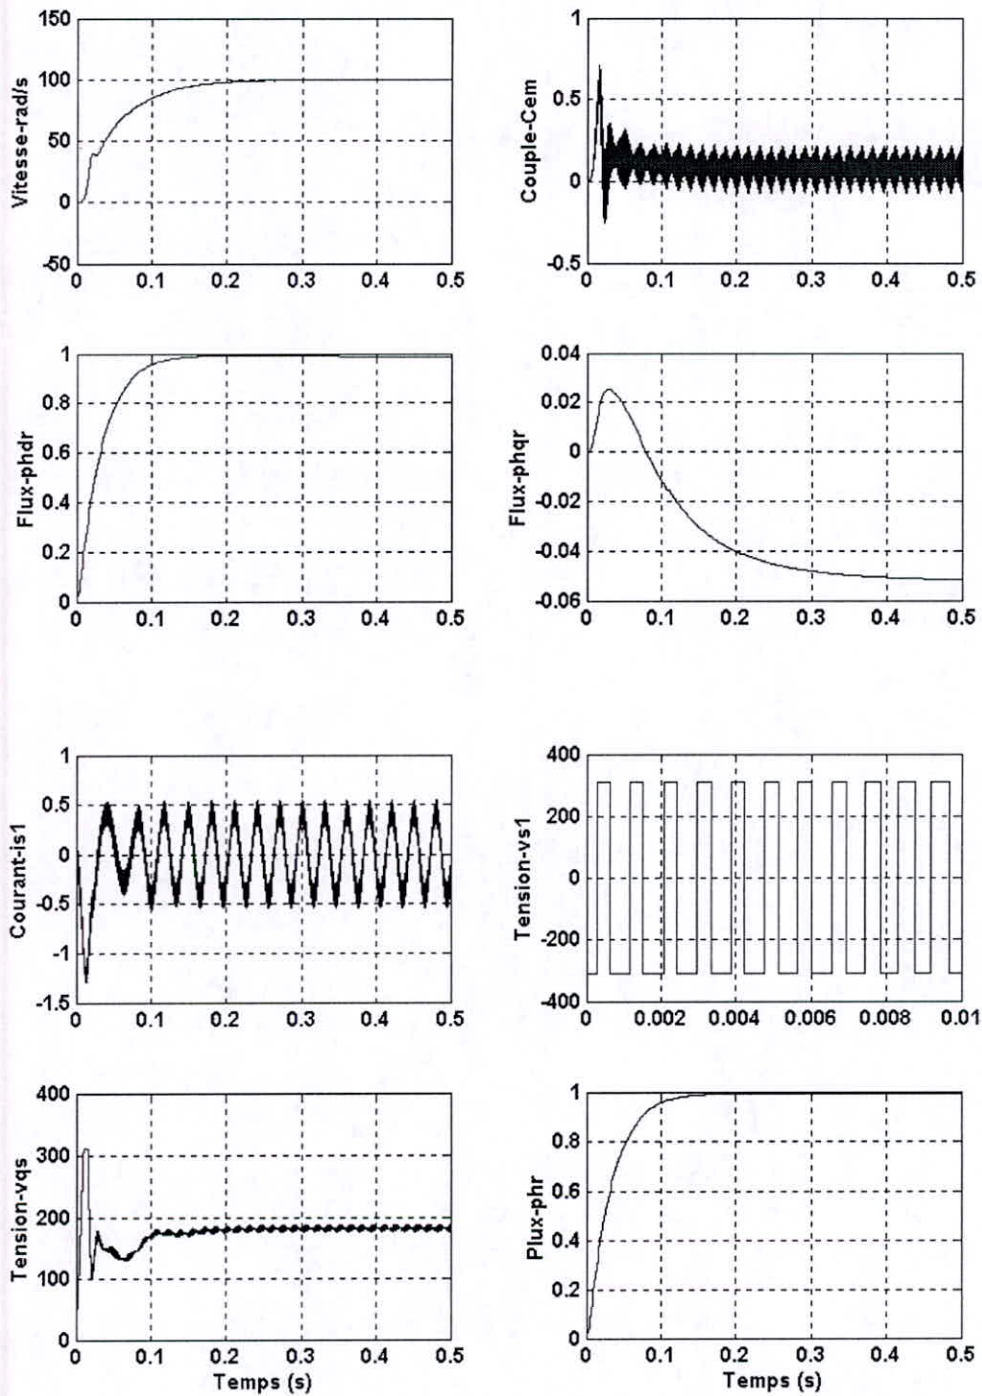 150
100
50
0
-50
Vitesse-rad/s
0 0.1 0.2 0.3 0.4 0.5
1
0.5
0
-0.5
Couple-Cem
0 0.1 0.2 0.3 0.4 0.5
1
0.8
0.6
0.4
0.2
0
Flux-phdr
0 0.1 0.2 0.3 0.4 0.5
0.04
0.02
0
-0.02
-0.04
-0.06
Flux-phqr
0 0.1 0.2 0.3 0.4 0.5
1
0.5
0
-0.5
-1
-1.5
Courant-is1
0 0.1 0.2 0.3 0.4 0.5
400
200
0
-200
-400
Tension-vs1
0 0.002 0.004 0.006 0.008 0.01
400
300
200
100
0
Tension-vqs
0 0.1 0.2 0.3 0.4 0.5
Temps (s)
1
0.8
0.6
0.4
0.2
0
Plux-phr
0 0.1 0.2 0.3 0.4 0.5
Temps (s)